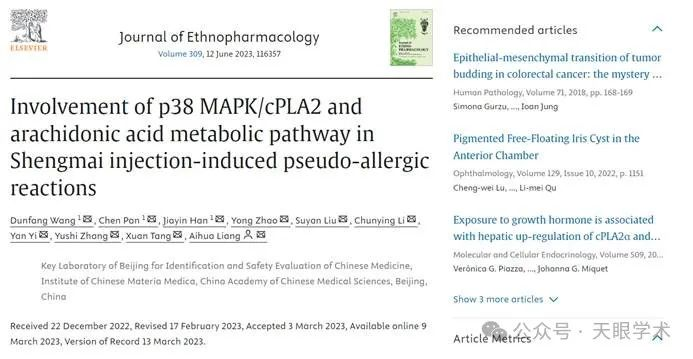 ELSEVIER
Journal of Ethnopharmacology
Volume 309, 12 June 2023, 116357
Involvement of p38 MAPK/cPLA2 and
arachidonic acid metabolic pathway in
Shengmai injection-induced pseudo-allergic
reactions
Dunfang Wang 1, Chen Pan 1, Jiayin Han 1, Yong Zhao, Suyan Liu, Chunying Li,
Yan Yi, Yushi Zhang, Xuan Tang, Aihua Liang
Key Laboratory of Beijing for Identification and Safety Evaluation of Chinese Medicine,
Institute of Chinese Materia Medica, China Academy of Chinese Medical Sciences, Beijing,
China
Received 22 December 2022, Revised 17 February 2023, Accepted 3 March 2023, Available online 9
March 2023, Version of Record 13 March 2023.
Recommended articles
Epithelial-mesenchymal transition of tumor
budding in colorectal cancer: the mystery ...
Human Pathology, Volume 71, 2018, pp. 168-169
Simona Gurzu, ..., Ioan Jung
Pigmented Free-Floating Iris Cyst in the
Anterior Chamber
Ophthalmology, Volume 129, Issue 10, 2022, p. 1151
Cheng-wei Lu, ..., Li-mei Qu
Exposure to growth hormone is associated
with hepatic up-regulation of cPLA2α and...
Molecular and Cellular Endocrinology, Volume 509, 20...
Verónica G. Piazza, ..., Johanna G. Miquet
Show 3 more articles
Article Metrics
公众号 · 天眼学术